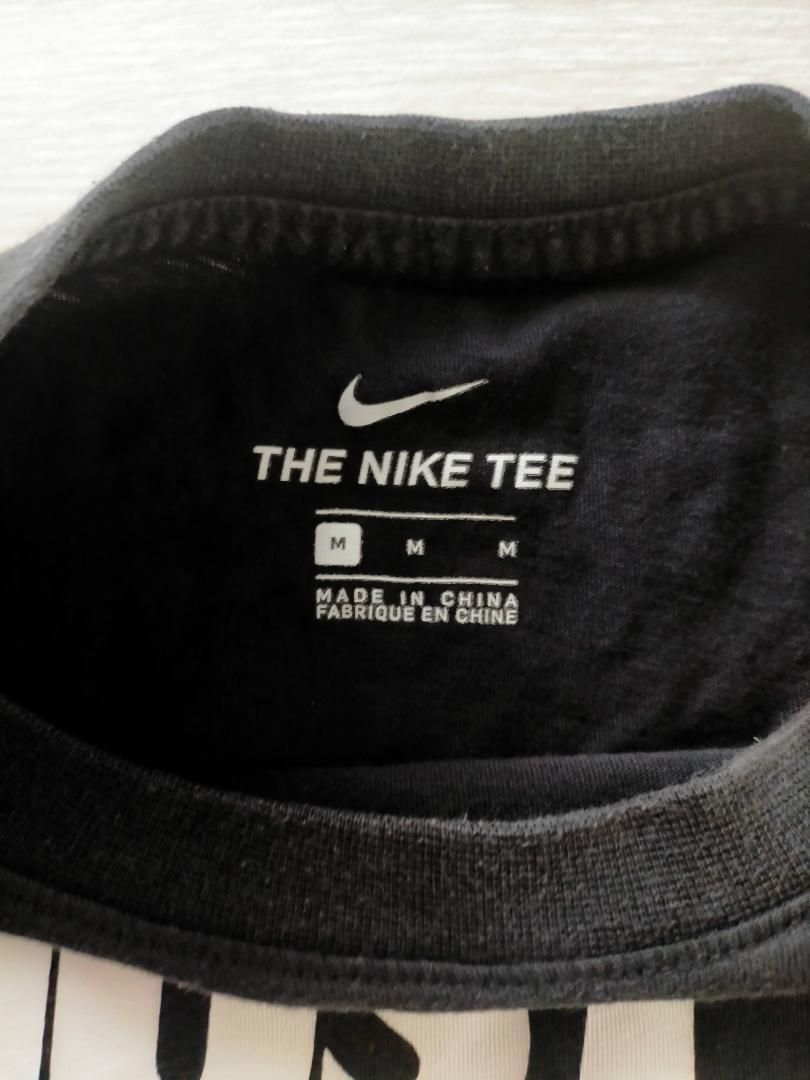 THE NIKE TEE
M M M
MADE IN CHINA
FABRIQUE EN CHINE